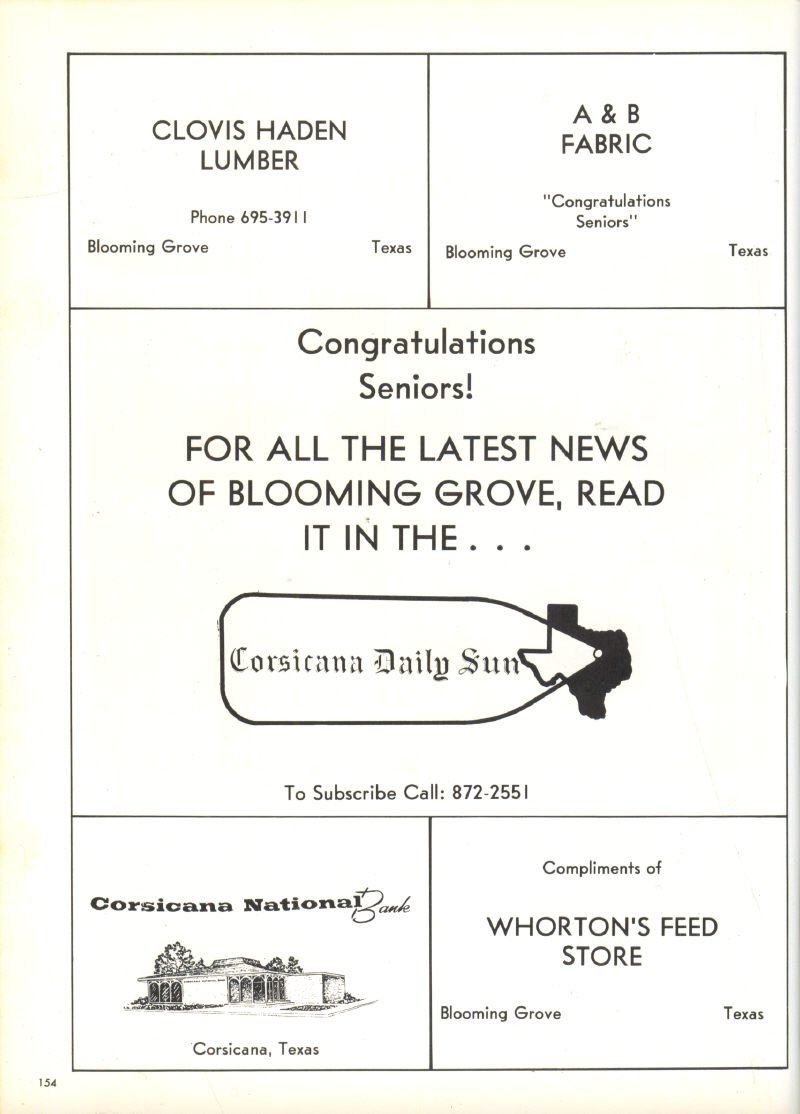 CLOVIS HADEN
LUMBER
Phone 695-3911
Blooming Grove Texas
A & B
FABRIC
"Congratulations
Seniors"
Blooming Grove Texas
Congratulations
Seniors!
FOR ALL THE LATEST NEWS
OF BLOOMING GROVE, READ
IT IN THE . . .
Corsicana Daily Sun
To Subscribe Call: 872-2551
Corsicana National Bank
Corsicana, Texas
Compliments of
WHORTON'S FEED
STORE
Blooming Grove Texas
154